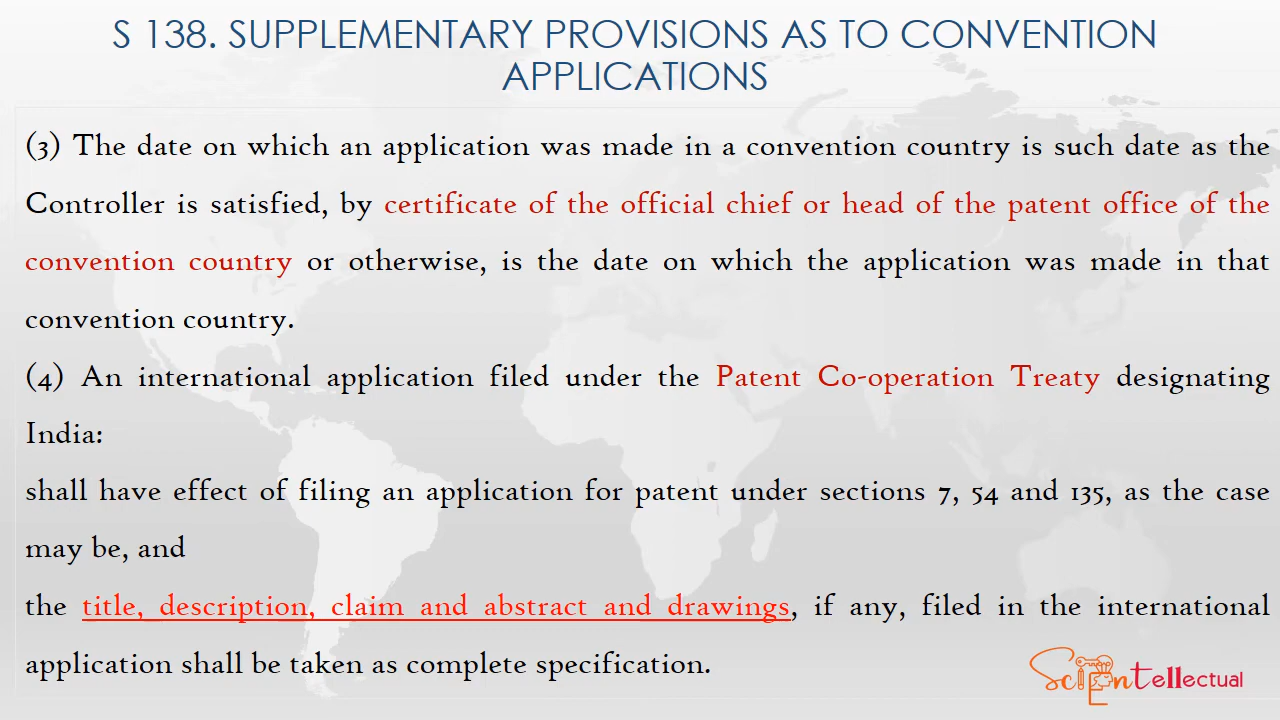 S 138. SUPPLEMENTARY PROVISIONS AS TO CONVENTION
APPLICATIONS
(3) The date on which an application was made in a convention country is such date as the
Controller is satisfied, by certificate of the official chief or head of the patent office of the
convention country or otherwise, is the date on which the application was made in that
convention country.
(4) An international application filed under the Patent Co-operation Treaty designating
India:
shall have effect of filing an application for patent under sections 7, 54 and 135, as the case
may be, and
the title, description, claim and abstract and drawings, if any, filed in the international
application shall be taken as complete specification.
SciEntellectual